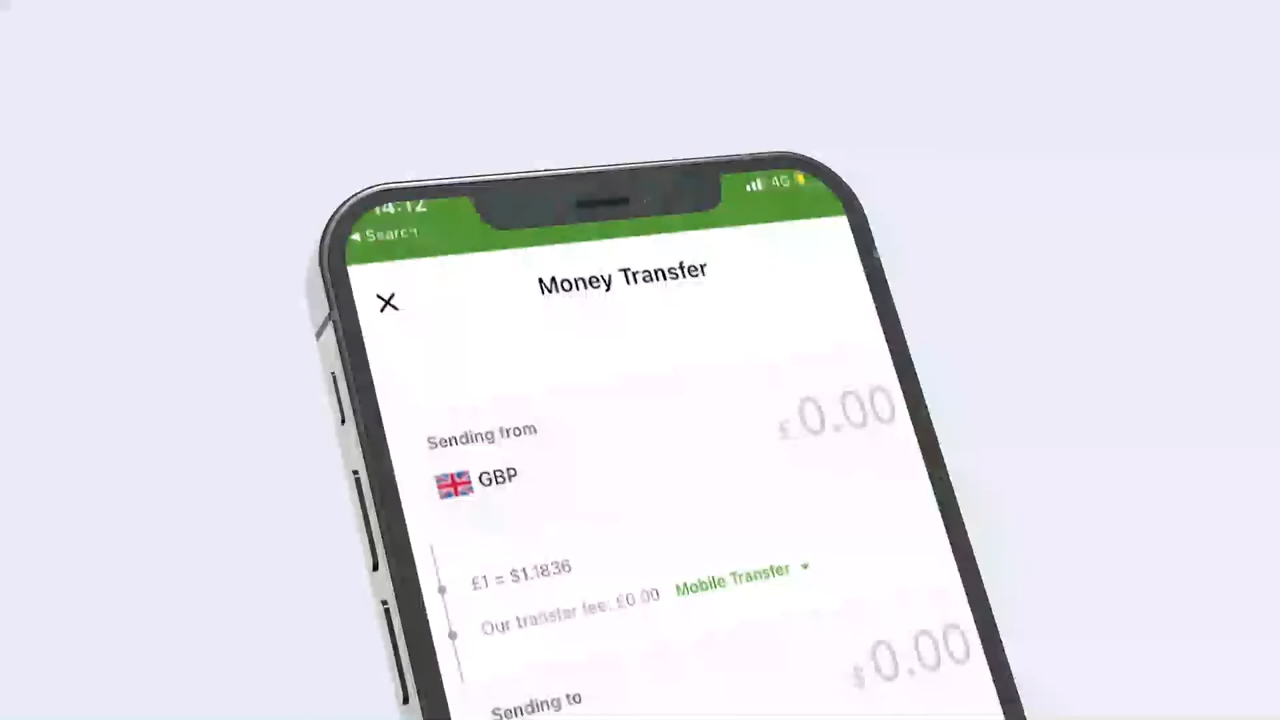 14:12
4G
◀ Search
Money Transfer
Sending from
£ 0.00
GBP
£1 = $1.1836
Our transfer fee: £0.00 Mobile Transfer
Sending to
$ 0.00